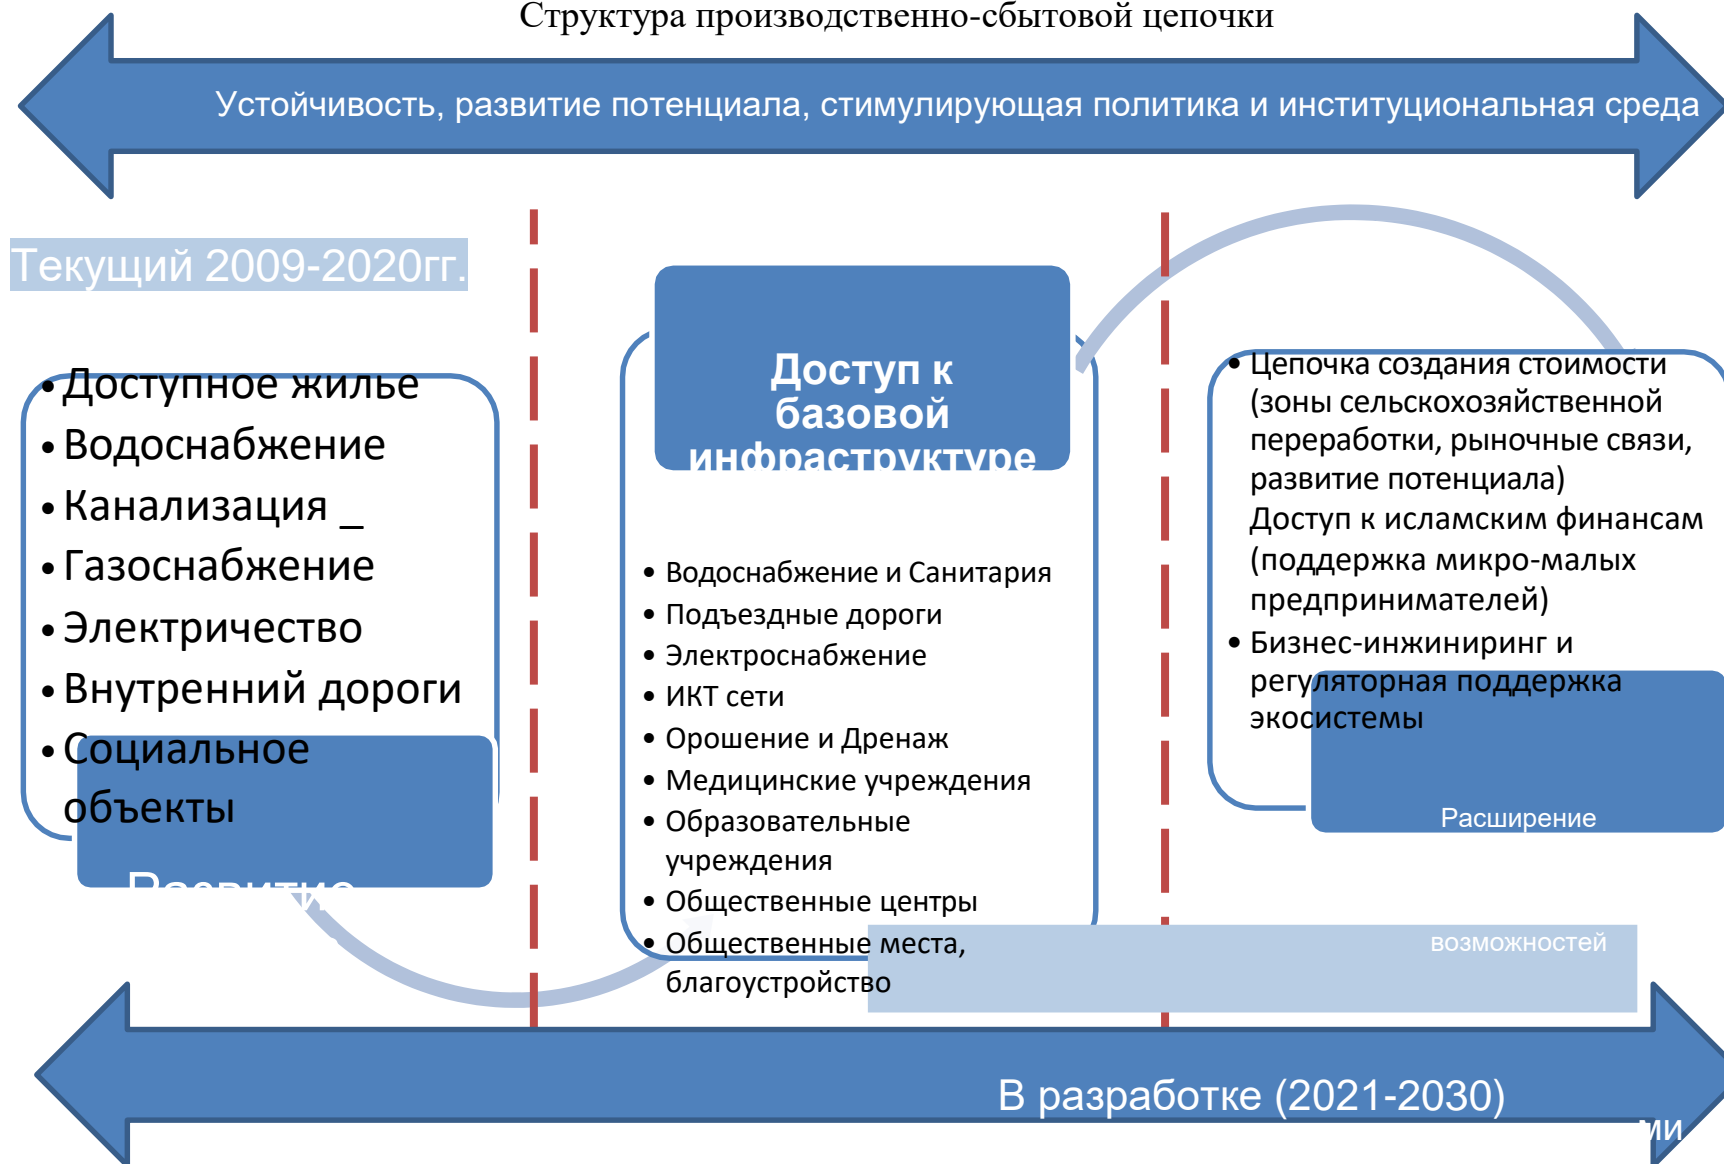 Структура производственно-сбытовой цепочки
Устойчивость, развитие потенциала, стимулирующая политика и институциональная среда
Текущий 2009-2020гг.
• Доступное жилье
• Водоснабжение
• Канализация _
• Газоснабжение
• Электричество
• Внутренний дороги
• Социальное
объекты
Развитие
Доступ к
базовой
инфраструктуре
• Водоснабжение и Санитария
• Подъездные дороги
• Электроснабжение
• ИКТ сети
• Орошение и Дренаж
• Медицинские учреждения
• Образовательные
учреждения
• Общественные центры
• Общественные места,
благоустройство
• Цепочка создания стоимости
(зоны сельскохозяйственной
переработки, рыночные связи,
развитие потенциала)
Доступ к исламским финансам
(поддержка микро-малых
предпринимателей)
• Бизнес-инжиниринг и
регуляторная поддержка
экосистемы
Расширение
возможностей
В разработке (2021-2030)
ми